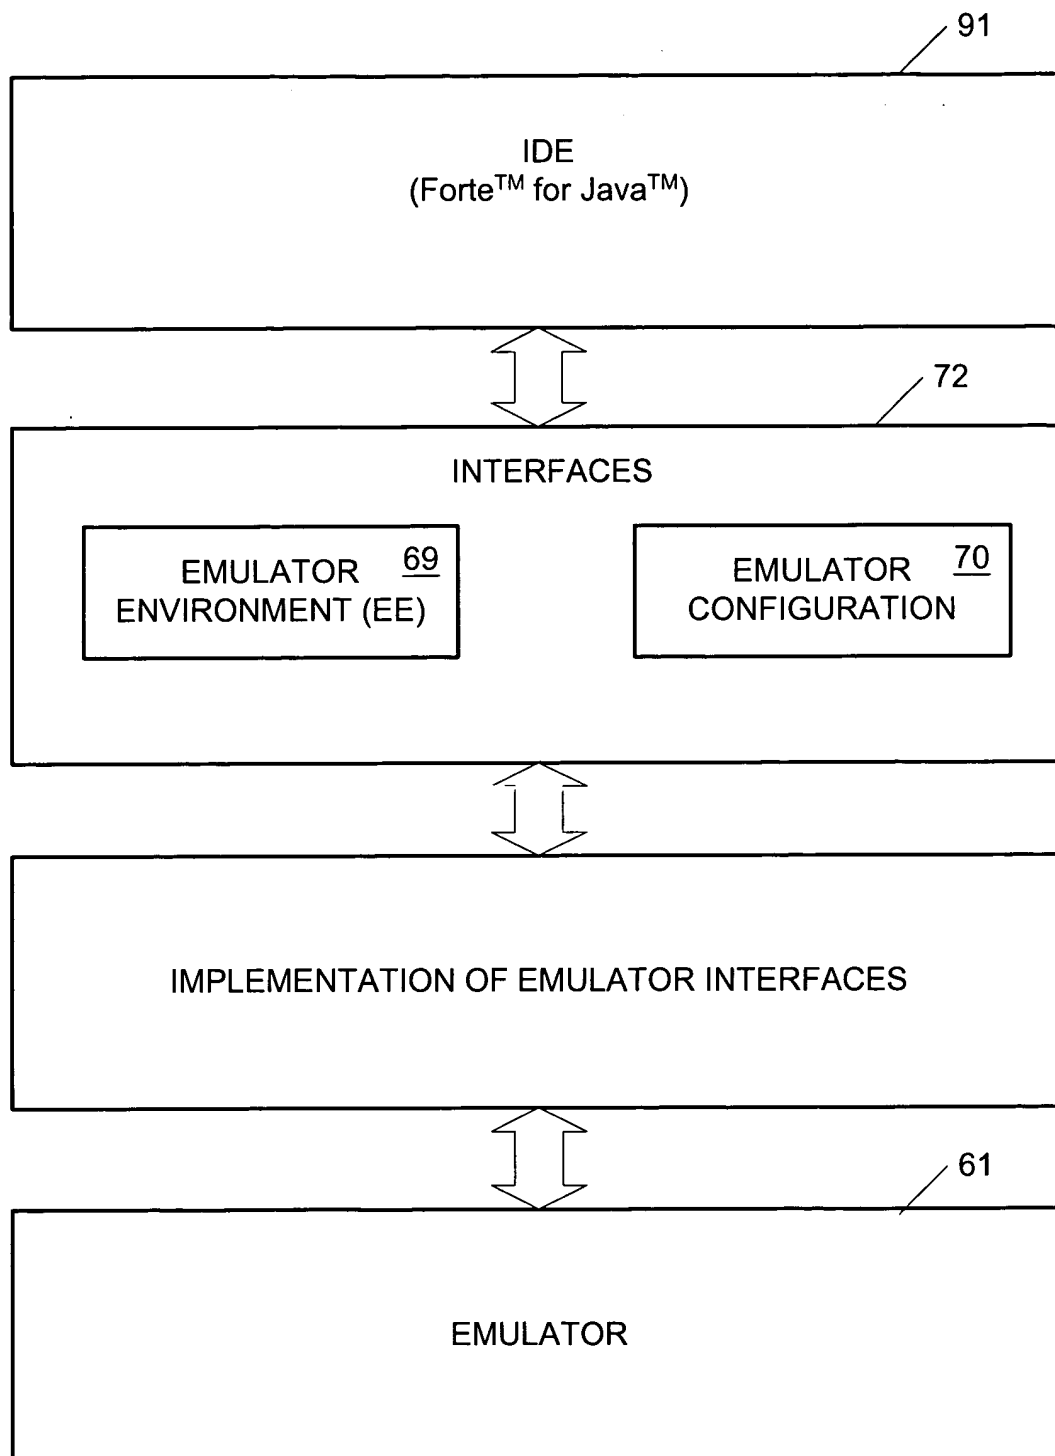 91
IDE
(Forte™ for Java™)
72
INTERFACES
EMULATOR 69
ENVIRONMENT (EE)
EMULATOR 70
CONFIGURATION
IMPLEMENTATION OF EMULATOR INTERFACES
61
EMULATOR